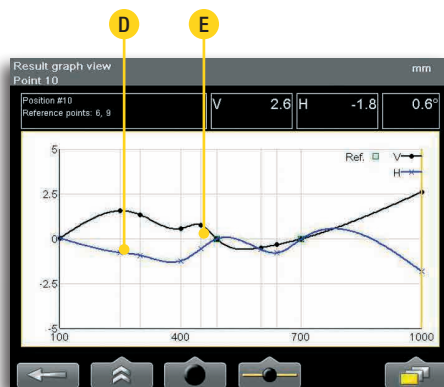 D E
Result graph view mm
Point 10
Position #10
Reference points: 6, 9
V 2.6 H -1.8 0.6°
5
Ref. V
H
2.5
0
-2.5
-5
100 400 700 1000